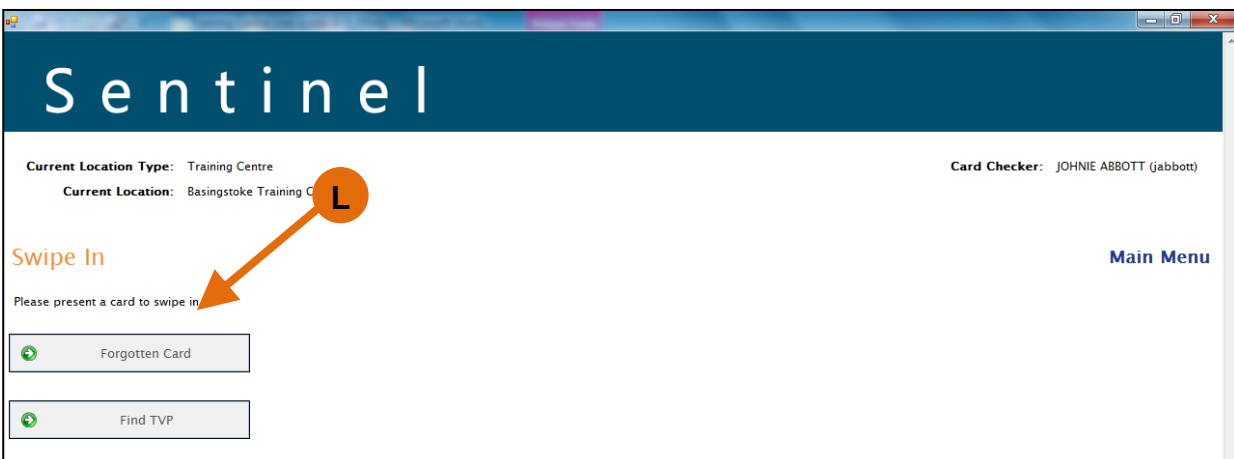 Sentinel
Current Location Type: Training Centre
Card Checker: JOHNIE ABBOTT (jabbott)
Current Location: Basingstoke Training C
L
Swipe In
Main Menu
Please present a card to swipe in
Forgotten Card
Find TVP